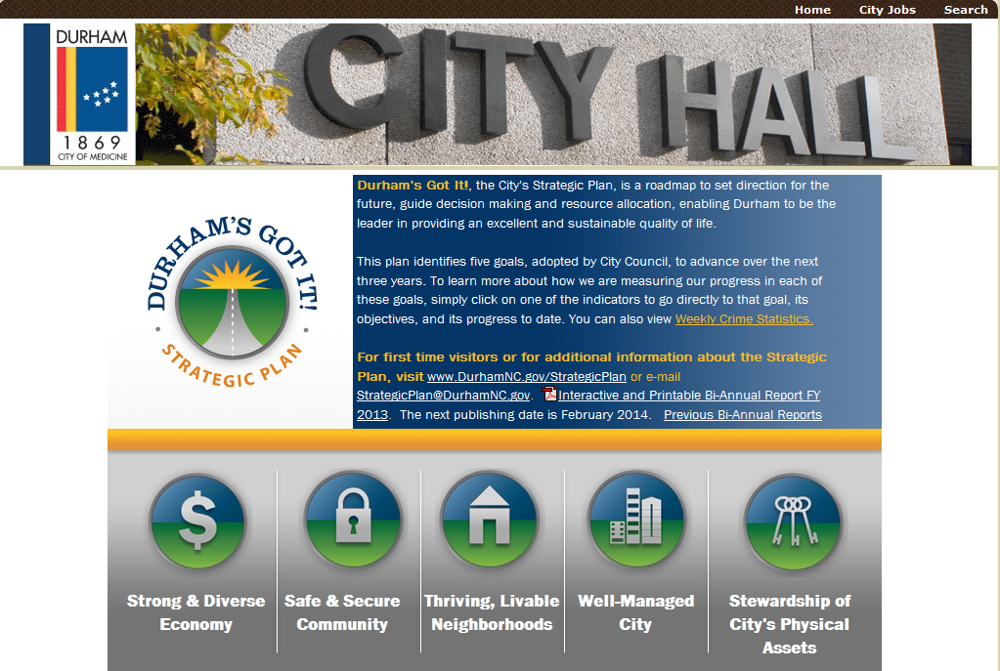 Home City Jobs Search
DURHAM
1869
CITY OF MEDICINE
CITY HALL
DURHAM'S GOT IT!
STRATEGIC PLAN
Durham's Got It!, the City's Strategic Plan, is a roadmap to set direction for the
future, guide decision making and resource allocation, enabling Durham to be the
leader in providing an excellent and sustainable quality of life.
This plan identifies five goals, adopted by City Council, to advance over the next
three years. To learn more about how we are measuring our progress in each of
these goals, simply click on one of the indicators to go directly to that goal, its
objectives, and its progress to date. You can also view Weekly Crime Statistics.
For first time visitors or for additional information about the Strategic
Plan, visit www.DurhamNC.gov/StrategicPlan or e-mail
StrategicPlan@DurhamNC.gov. Interactive and Printable Bi-Annual Report FY
2013. The next publishing date is February 2014. Previous Bi-Annual Reports
$
Strong & Diverse
Economy
Safe & Secure
Community
Thriving, Livable
Neighborhoods
Well-Managed
City
Stewardship of
City's Physical
Assets